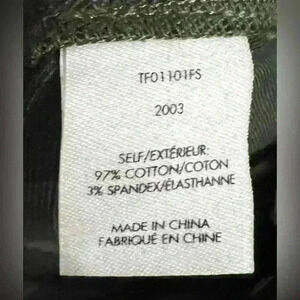 TF01101FS
2003
SELF/EXTÉRIEUR:
97% COTTON/COTON
3% SPANDEX/ÉLASTHANNE
MADE IN CHINA
FABRIQUÉ EN CHINE